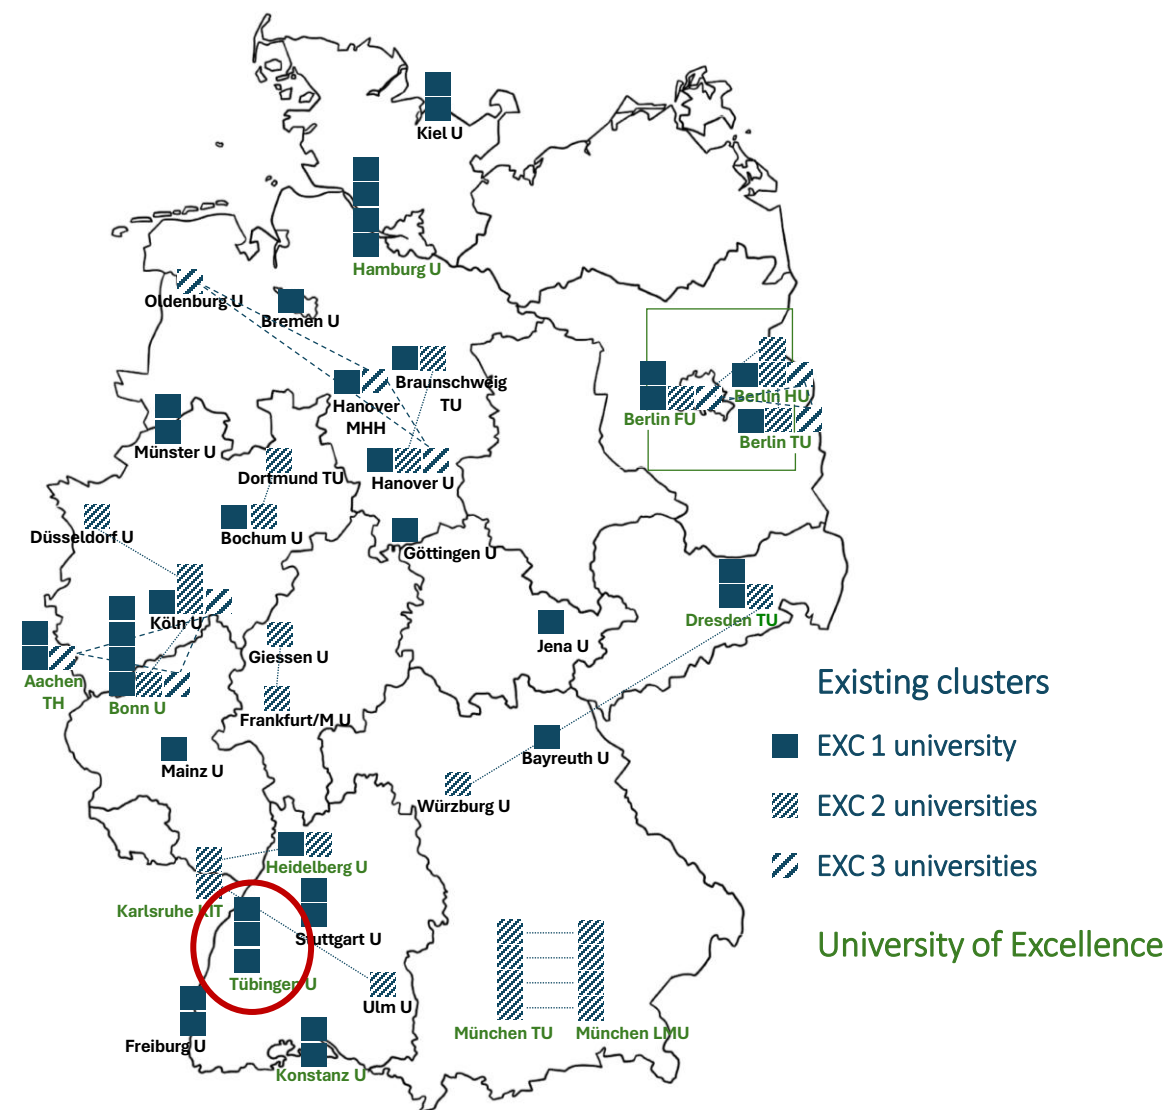 Kiel U
Hamburg U
Oldenburg U
Bremen U
Braunschweig
TU
Hanover
MHH
Berlin HU
Berlin FU
Berlin TU
Münster U
Dortmund TU
Hanover U
Düsseldorf U
Bochum U
Göttingen U
Köln U
Dresden TU
Jena U
Giessen U
Aachen
TH
Bonn U
Frankfurt/M U
Mainz U
Bayreuth U
Würzburg U
Heidelberg U
Karlsruhe KIT
Stuttgart U
Tübingen U
Ulm U
München TU
München LMU
Freiburg U
Konstanz U
Existing clusters
EXC 1 university
EXC 2 universities
EXC 3 universities
University of Excellence